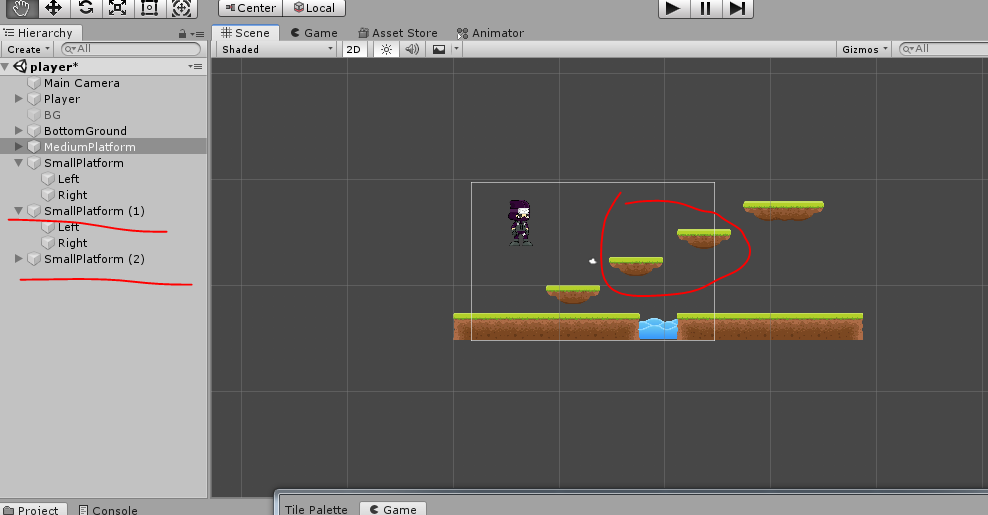 Center Local
Hierarchy
Create All
player*
Main Camera
Player
BG
BottomGround
MediumPlatform
SmallPlatform
Left
Right
SmallPlatform (1)
Left
Right
SmallPlatform (2)
Scene Game Asset Store Animator
Shaded 2D Gizmos All
Project Console
Tile Palette Game